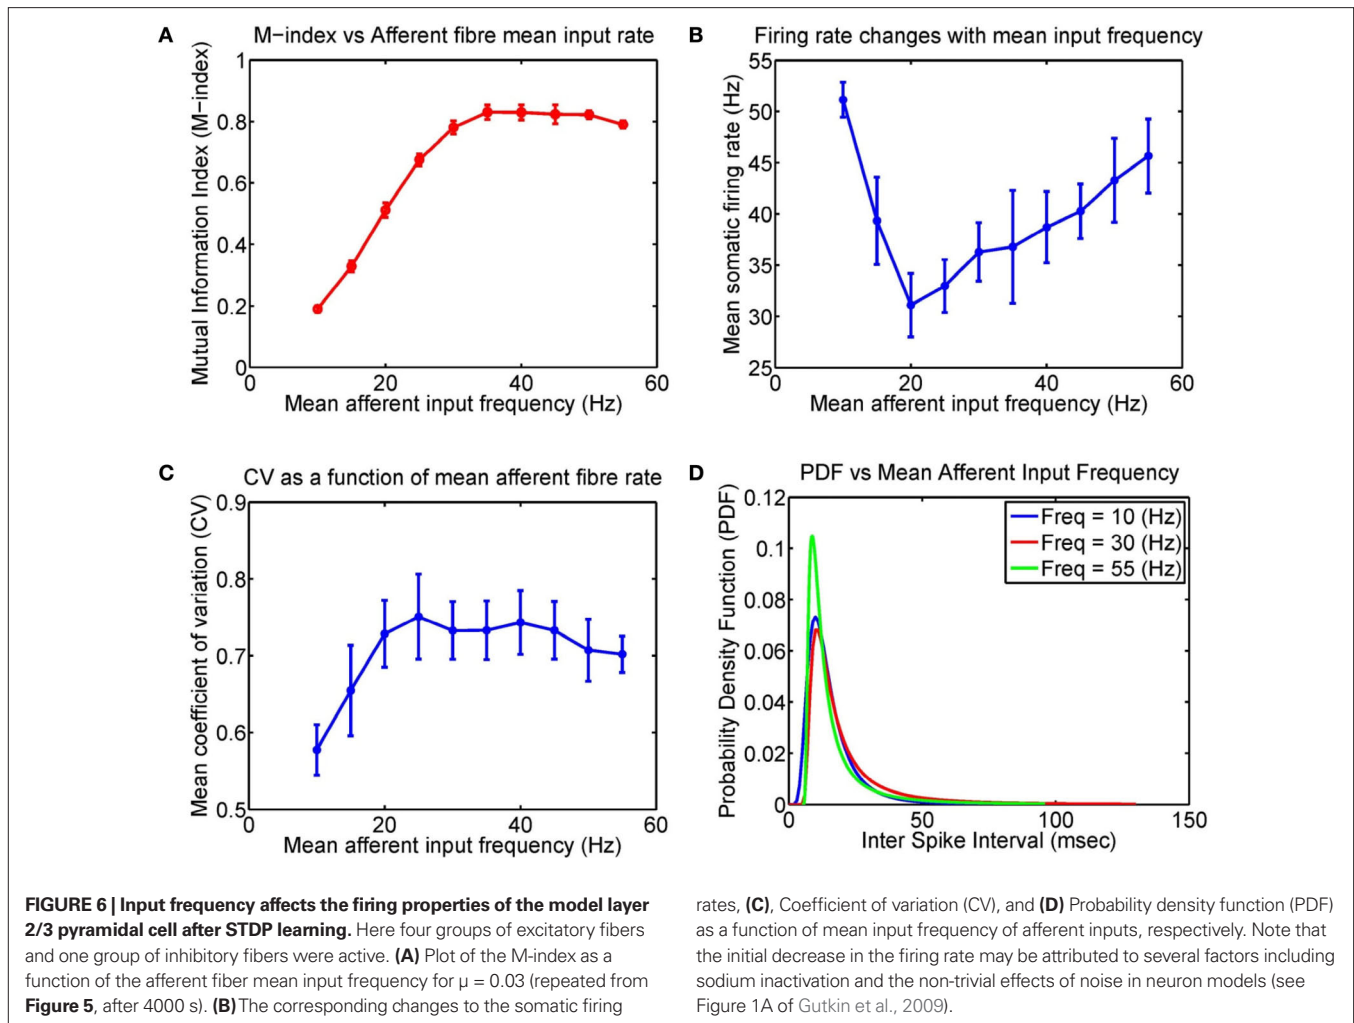 A
M−index vs Afferent fibre mean input rate
Mutual Information Index (M−index)
1
0.8
0.6
0.4
0.2
0
0 20 40 60
Mean afferent input frequency (Hz)
B
Firing rate changes with mean input frequency
Mean somatic firing rate (Hz)
55
50
45
40
35
30
25
0 20 40 60
Mean afferent input frequency (Hz)
C
CV as a function of mean afferent fibre rate
Mean coefficient of variation (CV)
0.9
0.8
0.7
0.6
0.5
0 20 40 60
Mean afferent input frequency (Hz)
D
PDF vs Mean Afferent Input Frequency
Probability Density Function (PDF)
0.12
0.1
0.08
0.06
0.04
0.02
0
0 50 100 150
Inter Spike Interval (msec)
Freq = 10 (Hz)
Freq = 30 (Hz)
Freq = 55 (Hz)
FIGURE 6 | Input frequency affects the firing properties of the model layer
2/3 pyramidal cell after STDP learning. Here four groups of excitatory fibers
and one group of inhibitory fibers were active. (A) Plot of the M-index as a
function of the afferent fiber mean input frequency for μ = 0.03 (repeated from
Figure 5, after 4000 s). (B) The corresponding changes to the somatic firing
rates, (C), Coefficient of variation (CV), and (D) Probability density function (PDF)
as a function of mean input frequency of afferent inputs, respectively. Note that
the initial decrease in the firing rate may be attributed to several factors including
sodium inactivation and the non-trivial effects of noise in neuron models (see
Figure 1A of Gutkin et al., 2009).